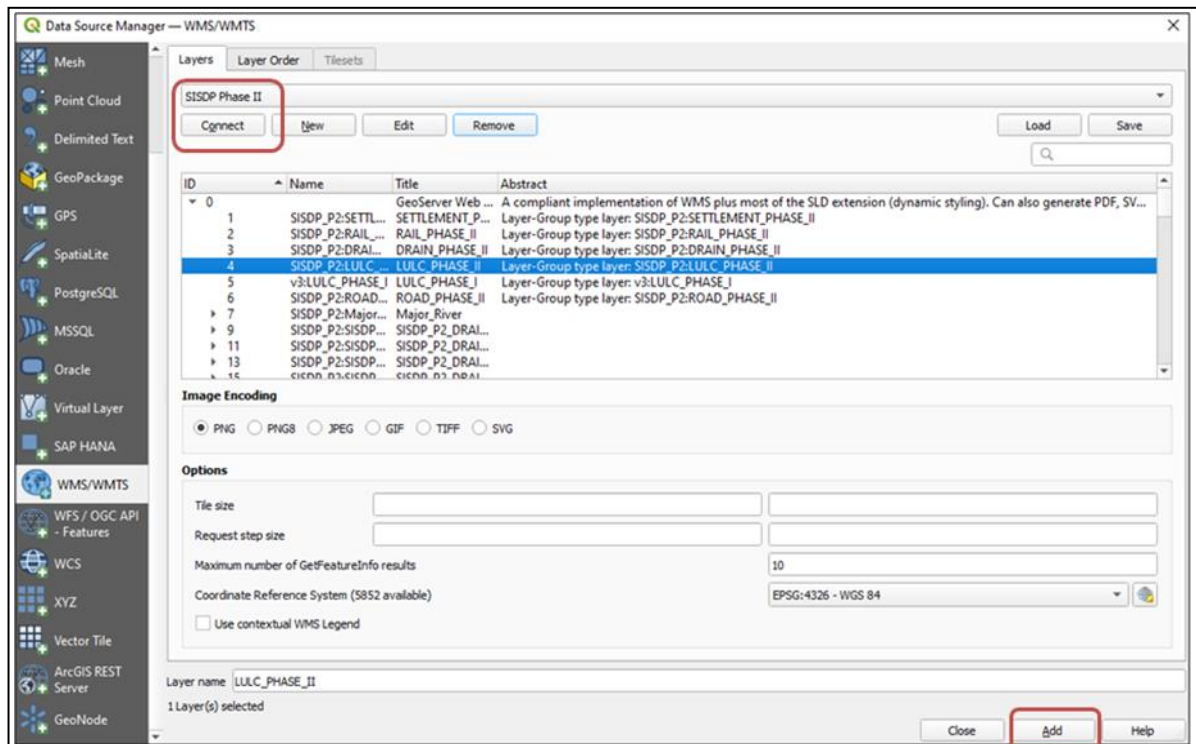 Data Source Manager — WMS/WMTS
Mesh
Point Cloud
Delimited Text
GeoPackage
GPS
SpatiaLite
PostgreSQL
MSSQL
Oracle
Virtual Layer
SAP HANA
WMS/WMTS
WFS / OGC API
- Features
WCS
XYZ
Vector Tile
ArcGIS REST
Server
GeoNode
Layers Layer Order Tilesets
SISDP Phase II
Connect New Edit Remove Load Save
ID Name Title Abstract
0 GeoServer Web ... A compliant implementation of WMS plus most of the SLD extension (dynamic styling). Can also generate PDF, SV...
1 SISDP_P2:SETTL... SETTLEMENT_P... Layer-Group type layer: SISDP_P2:SETTLEMENT_PHASE_II
2 SISDP_P2:RAIL_... RAIL_PHASE_II Layer-Group type layer: SISDP_P2:RAIL_PHASE_II
3 SISDP_P2:DRAI... DRAIN_PHASE_II Layer-Group type layer: SISDP_P2:DRAIN_PHASE_II
4 SISDP_P2:LULC_... LULC_PHASE_II Layer-Group type layer: SISDP_P2:LULC_PHASE_II
5 v3:LULC_PHASE_I LULC_PHASE_I Layer-Group type layer: v3:LULC_PHASE_I
6 SISDP_P2:ROAD... ROAD_PHASE_II Layer-Group type layer: SISDP_P2:ROAD_PHASE_II
7 SISDP_P2:Major... Major_River
9 SISDP_P2:SISDP... SISDP_P2_DRAI...
11 SISDP_P2:SISDP... SISDP_P2_DRAI...
13 SISDP_P2:SISDP... SISDP_P2_DRAI...
15 SISDP_P2:SISDP... SISDP_P2_DRAI...
Image Encoding
PNG PNG8 JPEG GIF TIFF SVG
Options
Tile size
Request step size
Maximum number of GetFeatureInfo results 10
Coordinate Reference System (5852 available) EPSG:4326 - WGS 84
Use contextual WMS Legend
Layer name LULC_PHASE_II
1 Layer(s) selected
Close Add Help